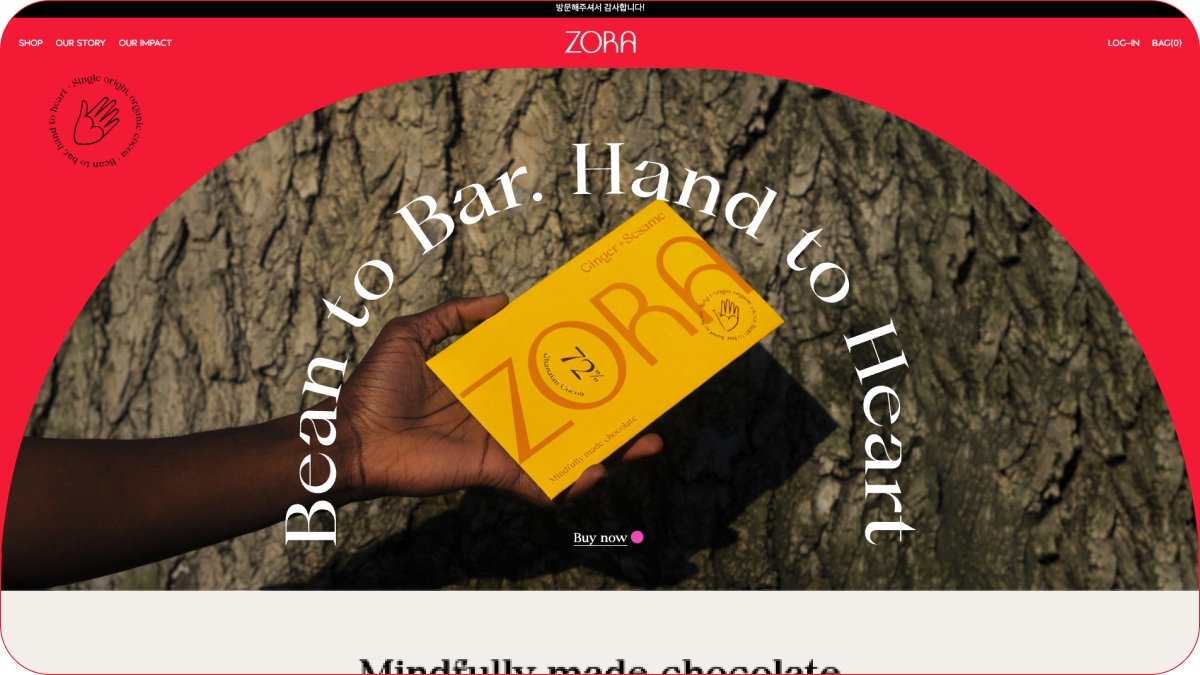 방문해주셔서 감사합니다!
SHOP OUR STORY OUR IMPACT
ZORA
LOG-IN BAG(0)
Single origin, organic cocoa · Bean to bar, hand to heart ·
Bean to Bar. Hand to Heart
Ginger + Sesame
ZORA
72%
Ghanaian Cocoa
Mindfully made chocolate
Buy now
Mindfully made chocolate